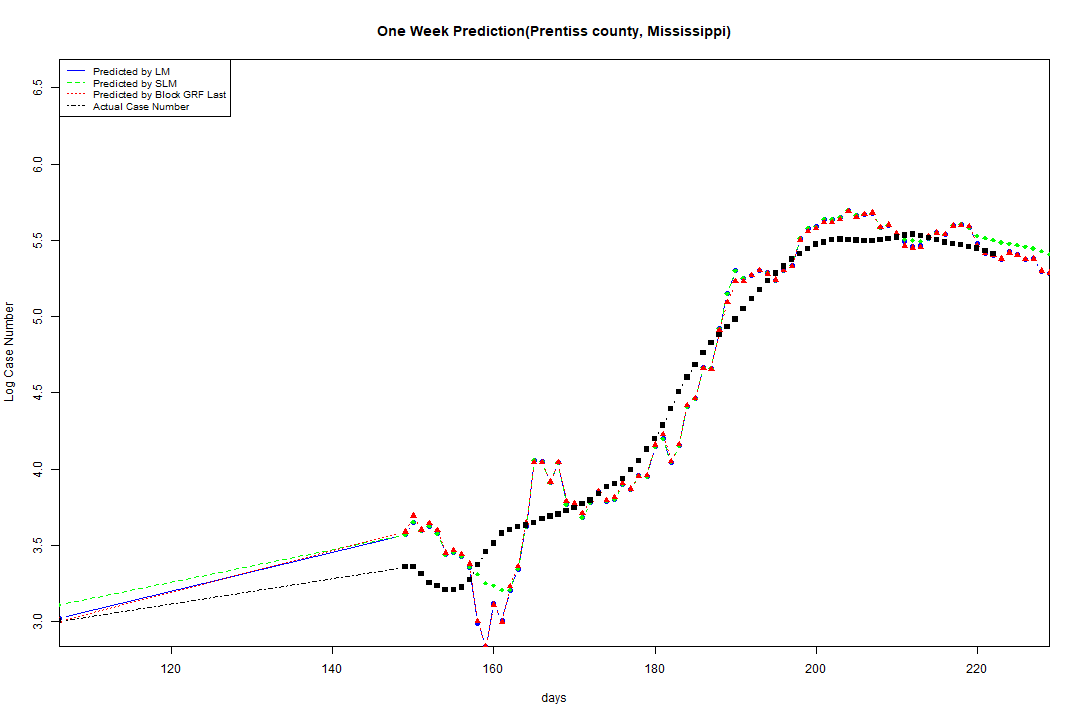 One Week Prediction(Prentiss county, Mississippi)
Predicted by LM
Predicted by SLM
Predicted by Block GRF Last
Actual Case Number
6.5
6.0
5.5
5.0
4.5
4.0
3.5
3.0
Log Case Number
120 140 160 180 200 220
days